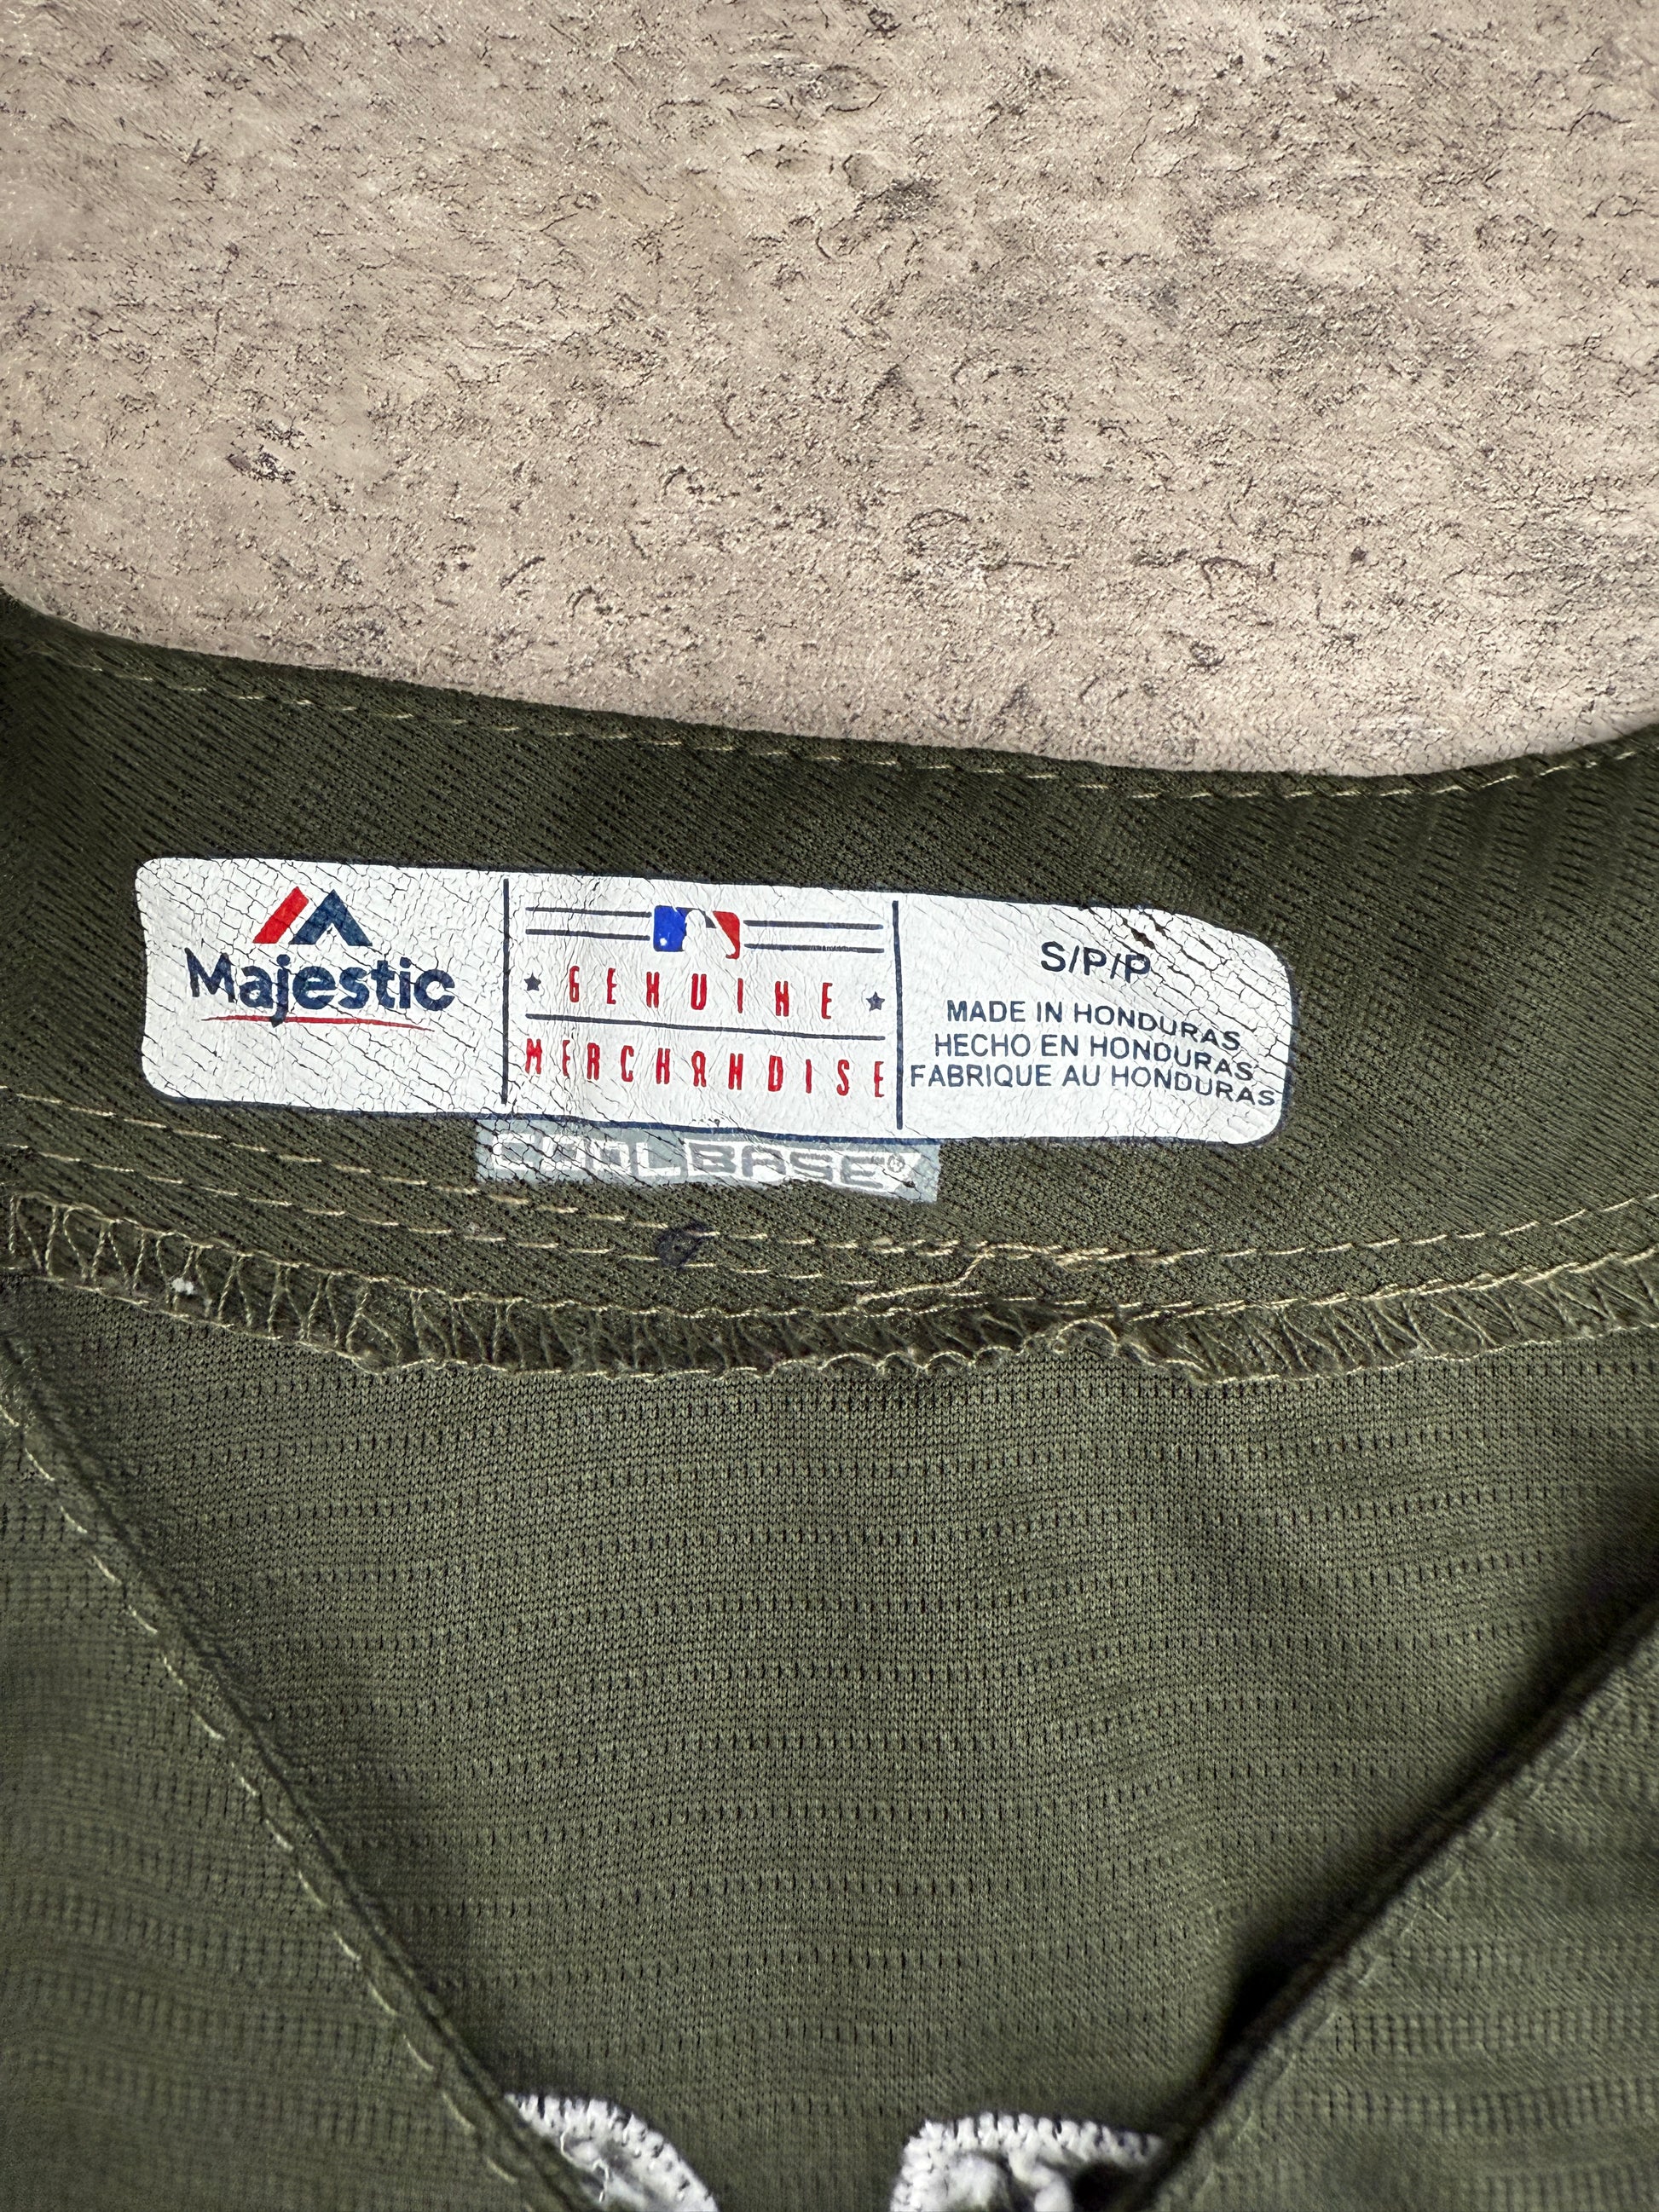 Majestic
GENUINE
MERCHANDISE
S/P/P
MADE IN HONDURAS
HECHO EN HONDURAS
FABRIQUE AU HONDURAS
COOLBASE®